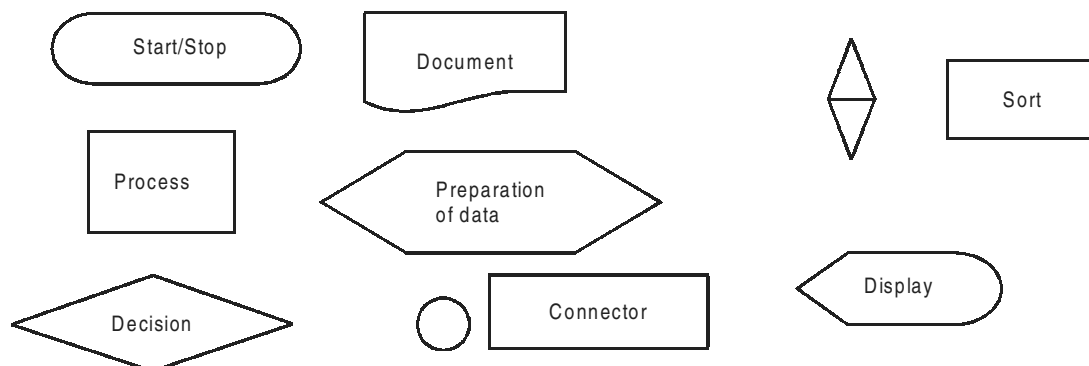 Start/Stop
Document
Sort
Process
Preparation
of data
Display
Decision
Connector